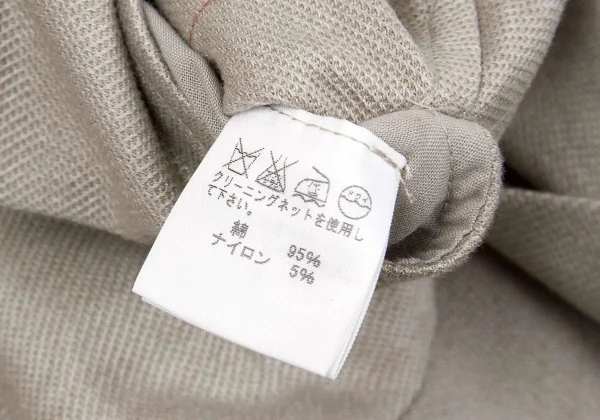 クリーニングネットを使用し
て下さい。
綿 95%
ナイロン 5%